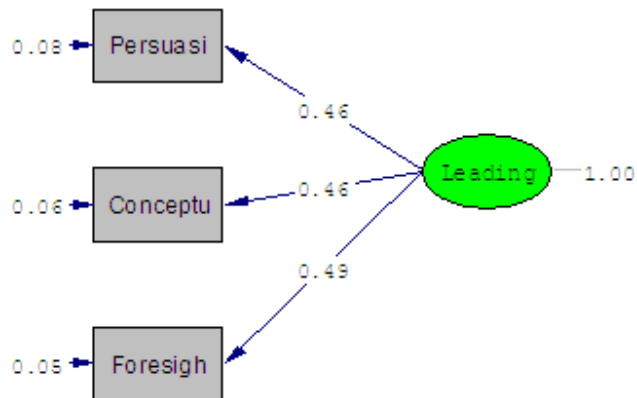 0.08 Persuasi
0.46
Leading 1.00
0.06 Conceptu 0.46
0.49
0.05 Foresigh